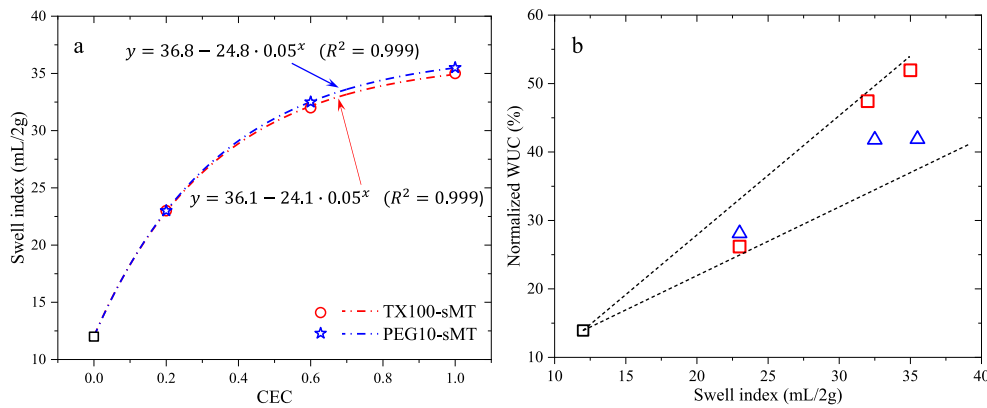 a
y = 36.8 − 24.8 · 0.05^x (R² = 0.999)
y = 36.1 − 24.1 · 0.05^x (R² = 0.999)
TX100-sMT
PEG10-sMT
40
35
30
25
20
15
10
Swell index (mL/2g)
0.0 0.2 0.4 0.6 0.8 1.0
CEC
b
60
50
40
30
20
10
Normalized WUC (%)
10 15 20 25 30 35 40
Swell index (mL/2g)